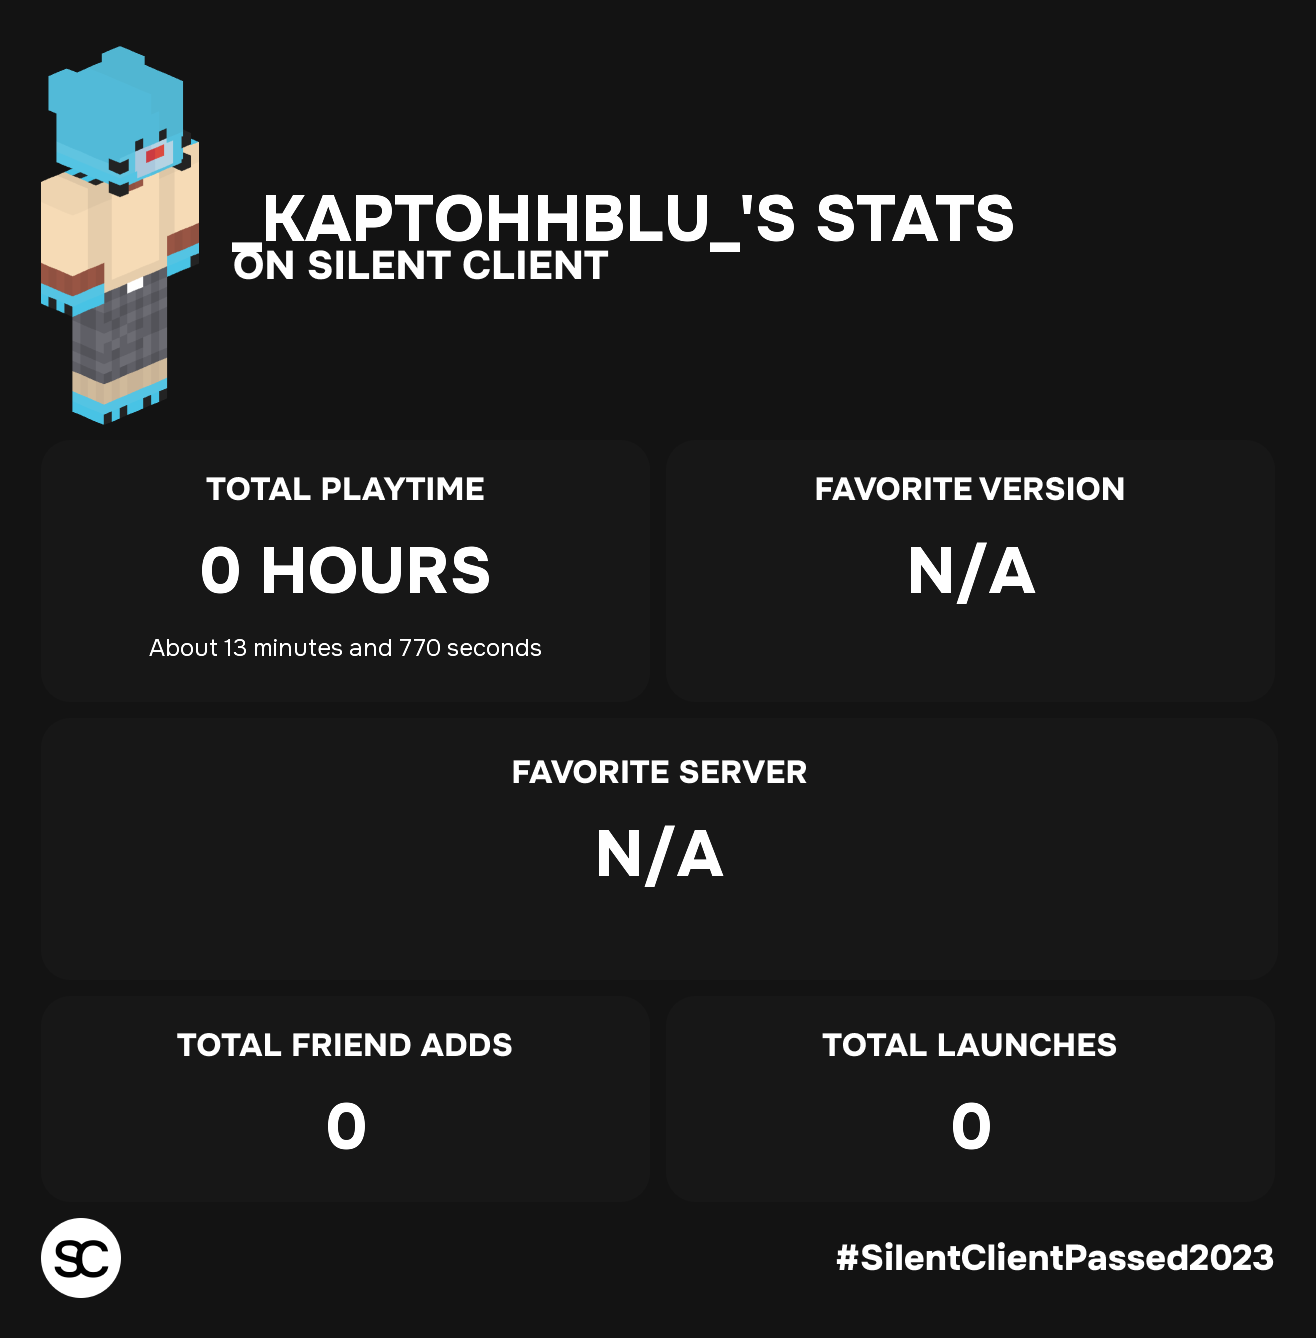 _KAPTOHHBLU_'S STATS
ON SILENT CLIENT
TOTAL PLAYTIME
0 HOURS
About 13 minutes and 770 seconds
FAVORITE VERSION
N/A
FAVORITE SERVER
N/A
TOTAL FRIEND ADDS
0
TOTAL LAUNCHES
0
SC
#SilentClientPassed2023